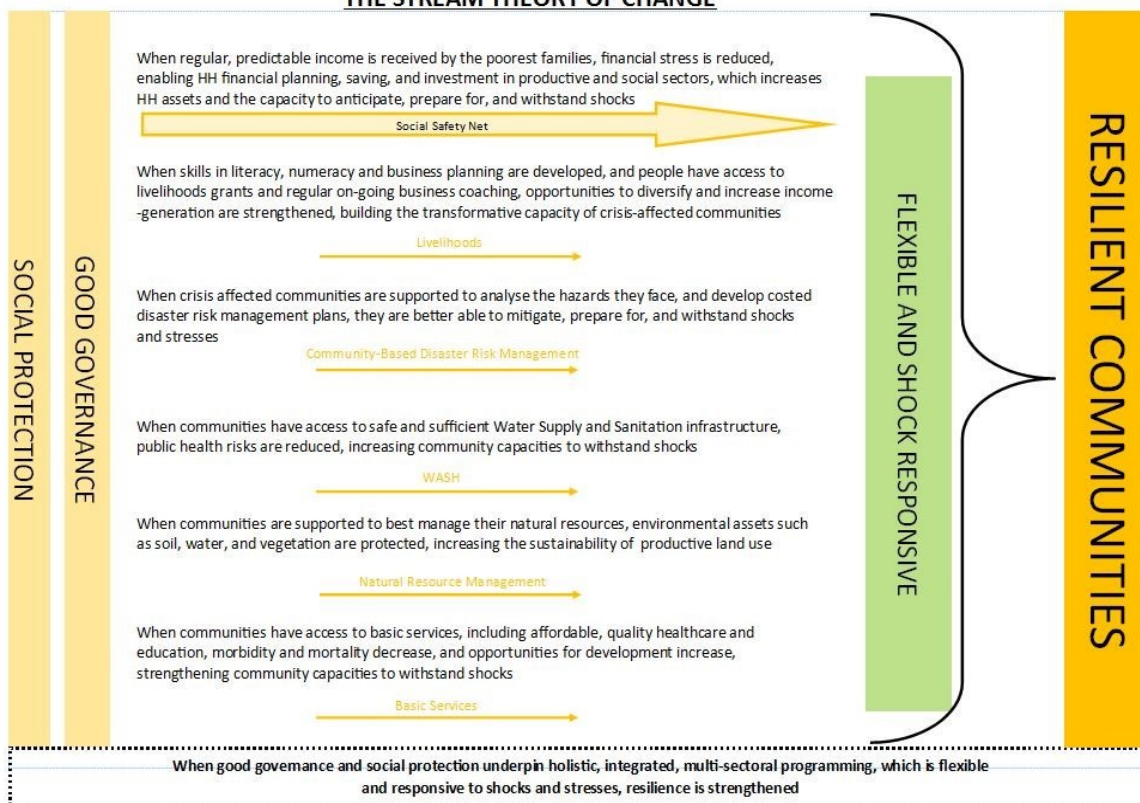 THE STREAM THEORY OF CHANGE
SOCIAL PROTECTION
GOOD GOVERNANCE
When regular, predictable income is received by the poorest families, financial stress is reduced,
enabling HH financial planning, saving, and investment in productive and social sectors, which increases
HH assets and the capacity to anticipate, prepare for, and withstand shocks
Social Safety Net
When skills in literacy, numeracy and business planning are developed, and people have access to
livelihoods grants and regular on-going business coaching, opportunities to diversify and increase income
-generation are strengthened, building the transformative capacity of crisis-affected communities
Livelihoods
When crisis affected communities are supported to analyse the hazards they face, and develop costed
disaster risk management plans, they are better able to mitigate, prepare for, and withstand shocks
and stresses
Community-Based Disaster Risk Management
When communities have access to safe and sufficient Water Supply and Sanitation infrastructure,
public health risks are reduced, increasing community capacities to withstand shocks
WASH
When communities are supported to best manage their natural resources, environmental assets such
as soil, water, and vegetation are protected, increasing the sustainability of productive land use
Natural Resource Management
When communities have access to basic services, including affordable, quality healthcare and
education, morbidity and mortality decrease, and opportunities for development increase,
strengthening community capacities to withstand shocks
Basic Services
FLEXIBLE AND SHOCK RESPONSIVE
RESILIENT COMMUNITIES
When good governance and social protection underpin holistic, integrated, multi-sectoral programming, which is flexible
and responsive to shocks and stresses, resilience is strengthened